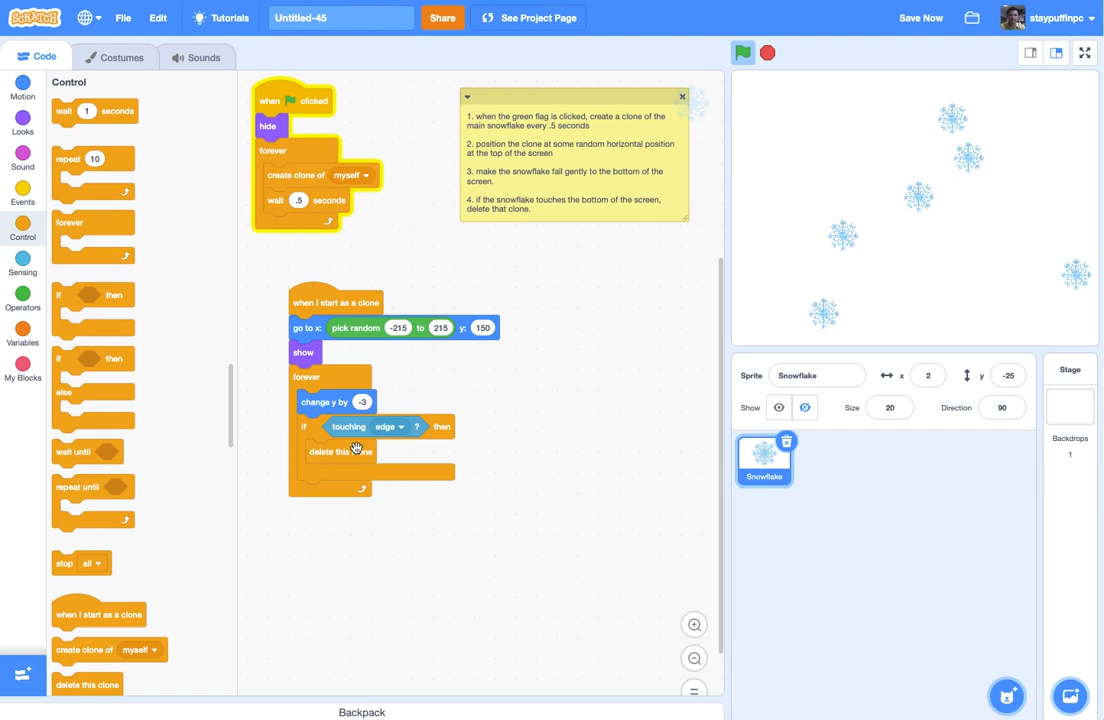 SCRATCH File Edit Tutorials Untitled-45 Share See Project Page Save Now staypuffinpc
Code Costumes Sounds
Motion
Looks
Sound
Events
Control
Sensing
Operators
Variables
My Blocks
Control
wait 1 seconds
repeat 10
forever
if then
if then
else
wait until
repeat until
stop all
when I start as a clone
create clone of myself
delete this clone
when clicked
hide
forever
create clone of myself
wait .5 seconds
1. when the green flag is clicked, create a clone of the
main snowflake every .5 seconds
2. position the clone at some random horizontal position
at the top of the screen
3. make the snowflake fall gently to the bottom of the
screen.
4. if the snowflake touches the bottom of the screen,
delete that clone.
when I start as a clone
go to x: pick random -215 to 215 y: 150
show
forever
change y by -3
if touching edge ? then
delete this
Sprite Snowflake x 2 y -25
Show Size 20 Direction 90
Snowflake
Stage
Backdrops
1
Backpack